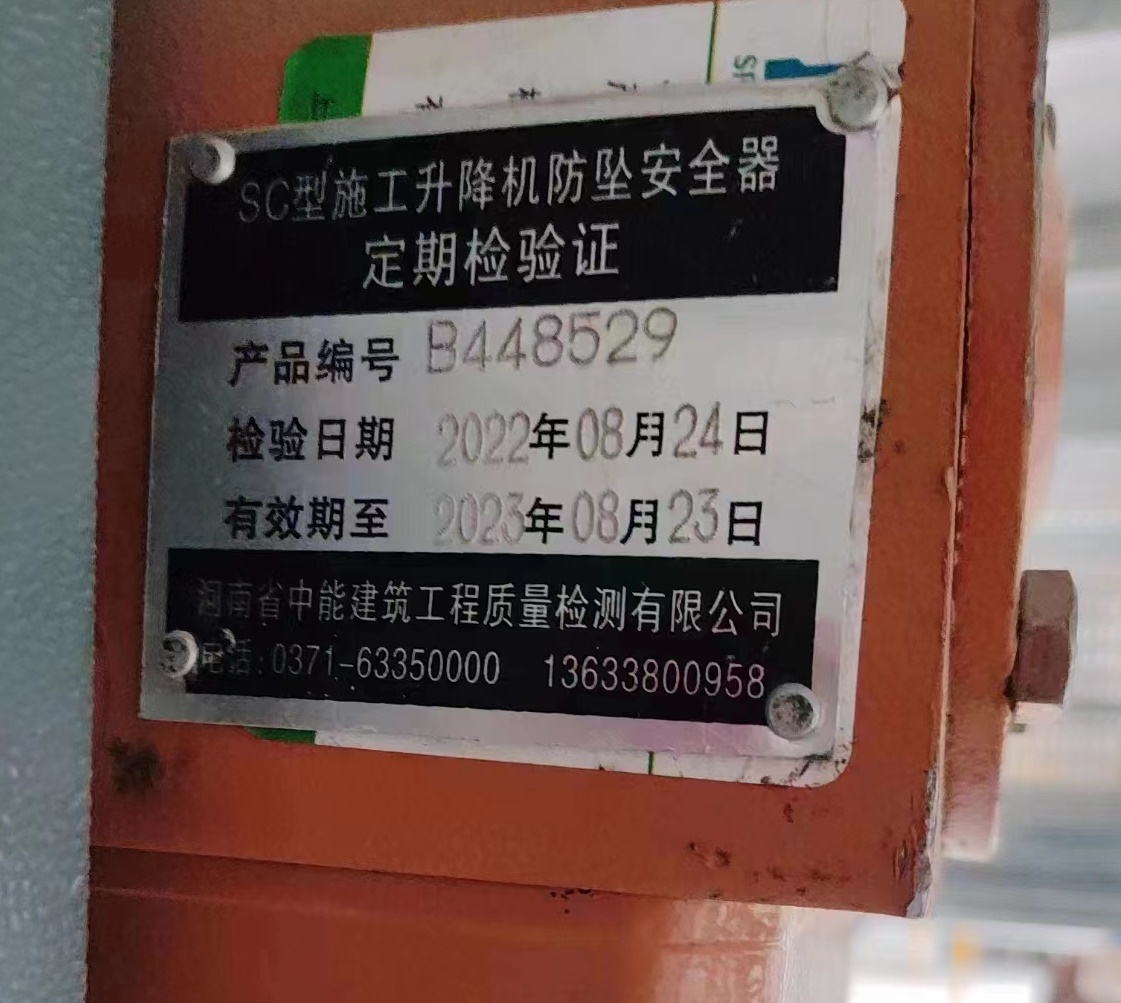 SC型施工升降机防坠安全器
定期检验证
产品编号 B448529
检验日期 2022年08月24日
有效期至 2023年08月23日
河南省中能建筑工程质量检测有限公司
电话:0371-63350000 13633800958